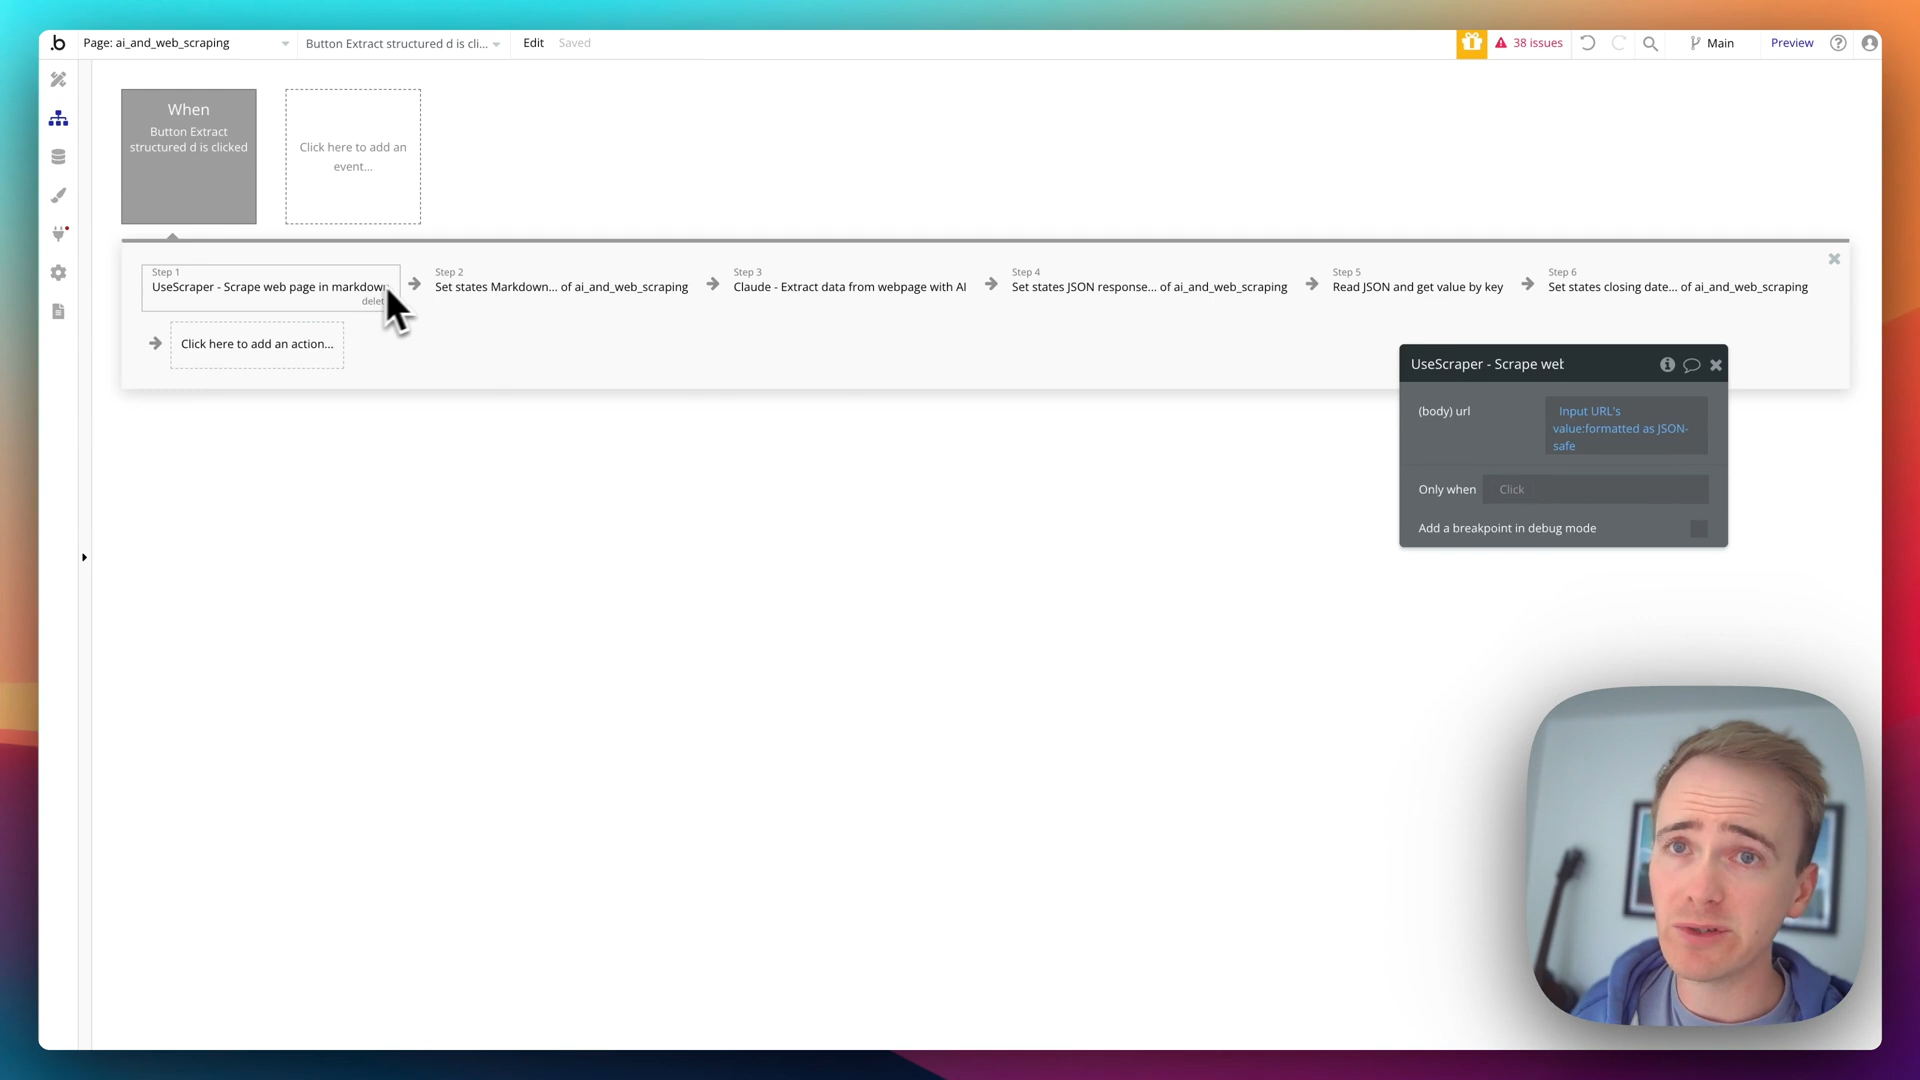 .b
Page: ai_and_web_scraping
Button Extract structured d is cli...
Edit
Saved
38 issues
Main
Preview
When
Button Extract
structured d is clicked
Click here to add an
event...
Step 1
UseScraper - Scrape web page in markdown
delet
Step 2
Set states Markdown... of ai_and_web_scraping
Step 3
Claude - Extract data from webpage with AI
Step 4
Set states JSON response... of ai_and_web_scraping
Step 5
Read JSON and get value by key
Step 6
Set states closing date... of ai_and_web_scraping
Click here to add an action...
UseScraper - Scrape wet
(body) url
Input URL's
value:formatted as JSON-
safe
Only when
Click
Add a breakpoint in debug mode